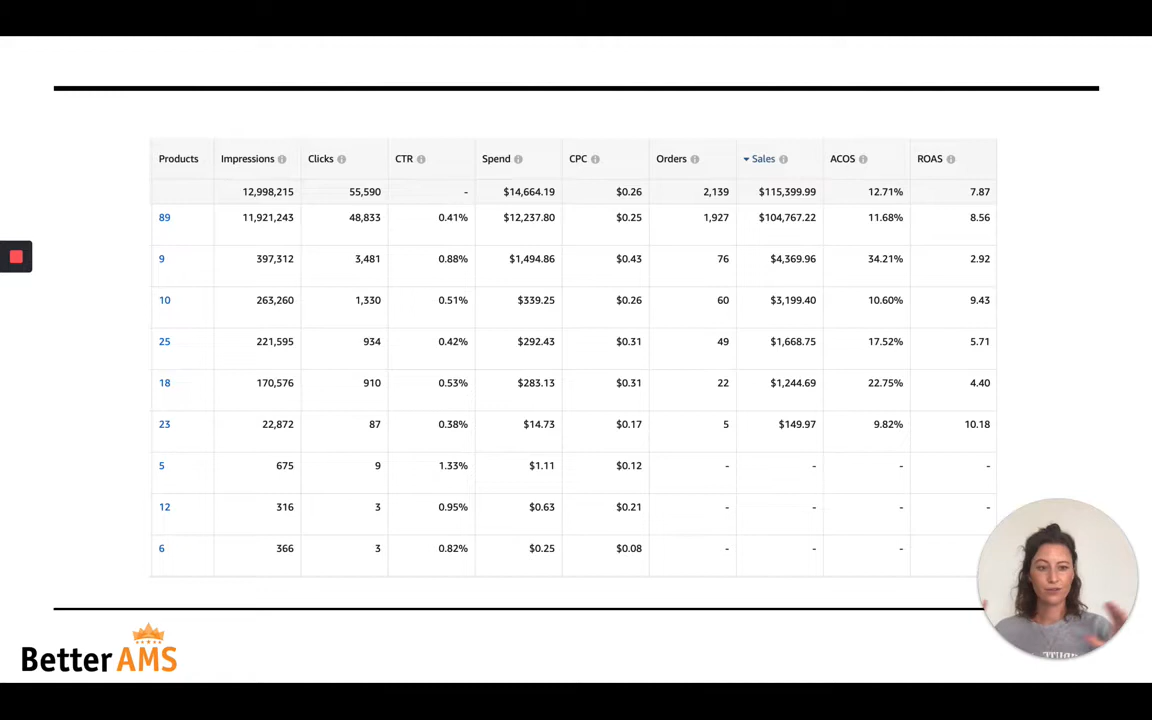 Products Impressions Clicks CTR Spend CPC Orders Sales ACOS ROAS
12,998,215 55,590 - $14,664.19 $0.26 2,139 $115,399.99 12.71% 7.87
89 11,921,243 48,833 0.41% $12,237.80 $0.25 1,927 $104,767.22 11.68% 8.56
9 397,312 3,481 0.88% $1,494.86 $0.43 76 $4,369.96 34.21% 2.92
10 263,260 1,330 0.51% $339.25 $0.26 60 $3,199.40 10.60% 9.43
25 221,595 934 0.42% $292.43 $0.31 49 $1,668.75 17.52% 5.71
18 170,576 910 0.53% $283.13 $0.31 22 $1,244.69 22.75% 4.40
23 22,872 87 0.38% $14.73 $0.17 5 $149.97 9.82% 10.18
5 675 9 1.33% $1.11 $0.12 - - - -
12 316 3 0.95% $0.63 $0.21 - - - -
6 366 3 0.82% $0.25 $0.08 - - -
Better AMS